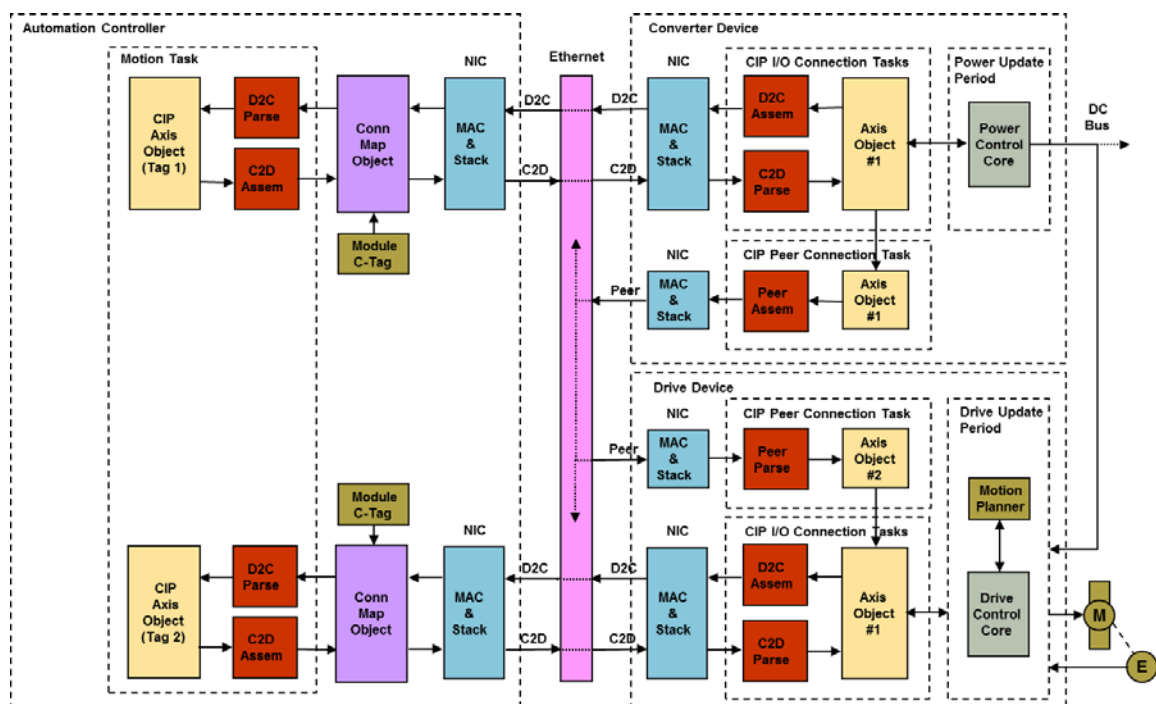 Automation Controller
Motion Task
CIP
Axis
Object
(Tag 1)
D2C
Parse
C2D
Assem
Conn
Map
Object
Module
C-Tag
NIC
MAC
&
Stack
D2C
C2D
Ethernet
D2C
C2D
Converter Device
NIC
MAC
&
Stack
CIP I/O Connection Tasks
D2C
Assem
C2D
Parse
Axis
Object
#1
Power Update
Period
Power
Control
Core
DC
Bus
NIC
Peer
MAC
&
Stack
CIP Peer Connection Task
Peer
Assem
Axis
Object
#1
Drive Device
NIC
Peer
MAC
&
Stack
CIP Peer Connection Task
Peer
Parse
Axis
Object
#2
Drive Update
Period
Motion
Planner
Drive
Control
Core
M
E
CIP
Axis
Object
(Tag 2)
D2C
Parse
C2D
Assem
Module
C-Tag
Conn
Map
Object
NIC
MAC
&
Stack
D2C
C2D
D2C
C2D
NIC
MAC
&
Stack
CIP I/O Connection Tasks
D2C
Assem
C2D
Parse
Axis
Object
#1